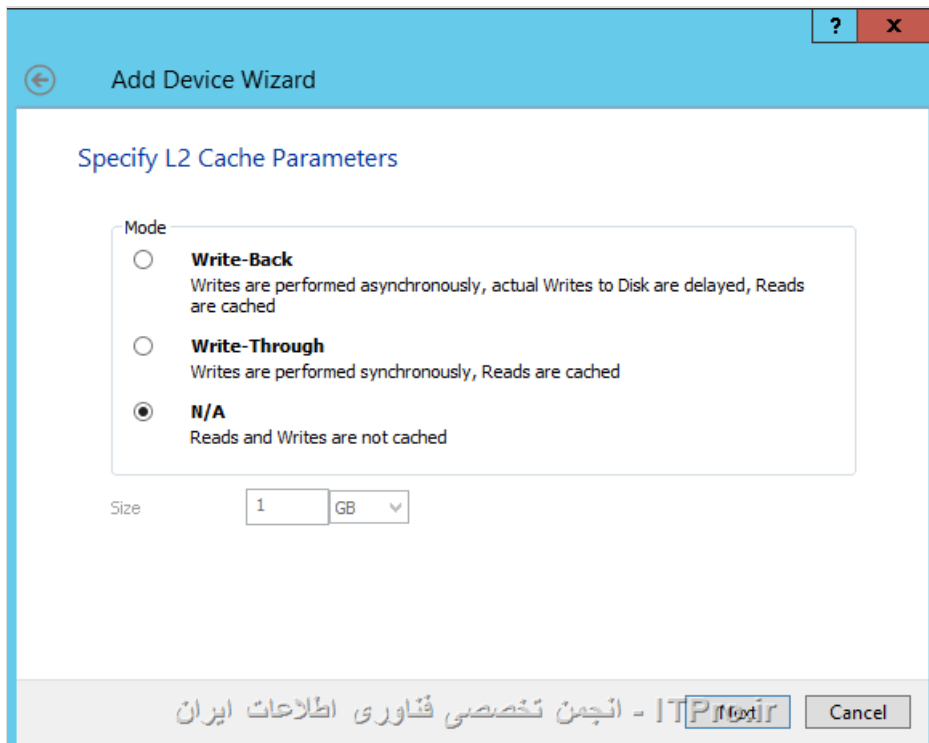 ?
x
Add Device Wizard
Specify L2 Cache Parameters
Mode
Write-Back
Writes are performed asynchronously, actual Writes to Disk are delayed, Reads
are cached
Write-Through
Writes are performed synchronously, Reads are cached
N/A
Reads and Writes are not cached
Size
1
GB
ITPro.ir - انجمن تخصصی فناوری اطلاعات ایران
Next
Cancel